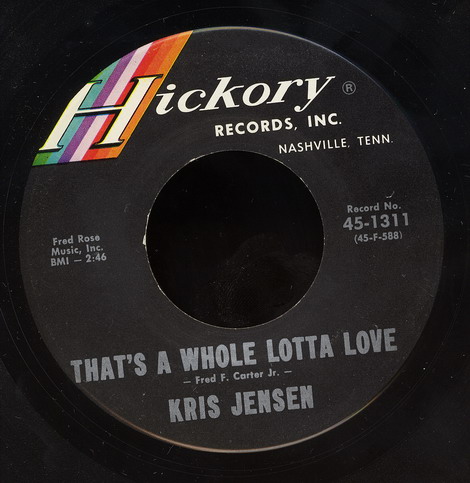 Hickory ®
RECORDS, INC.
NASHVILLE, TENN.
Fred Rose
Music, Inc.
BMI — 2:46
Record No.
45-1311
(45-F-588)
THAT'S A WHOLE LOTTA LOVE
— Fred F. Carter Jr. —
KRIS JENSEN